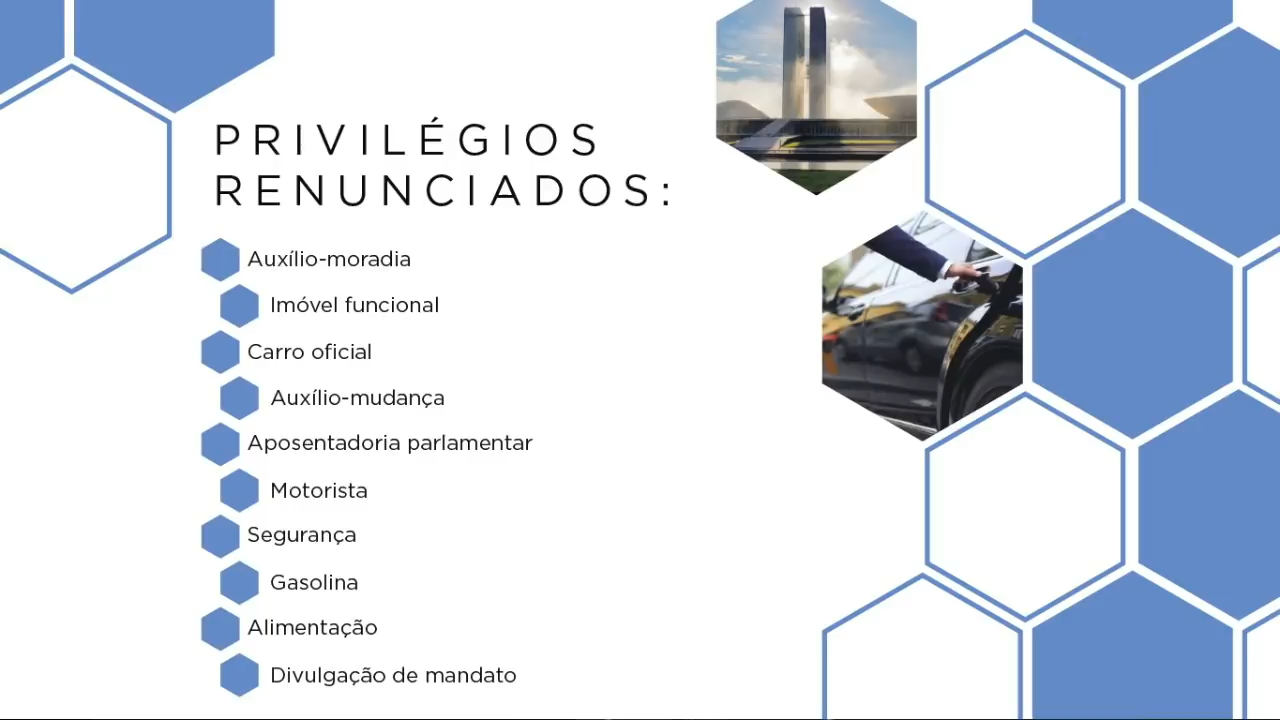 PRIVILÉGIOS
RENUNCIADOS:
Auxílio-moradia
Imóvel funcional
Carro oficial
Auxílio-mudança
Aposentadoria parlamentar
Motorista
Segurança
Gasolina
Alimentação
Divulgação de mandato